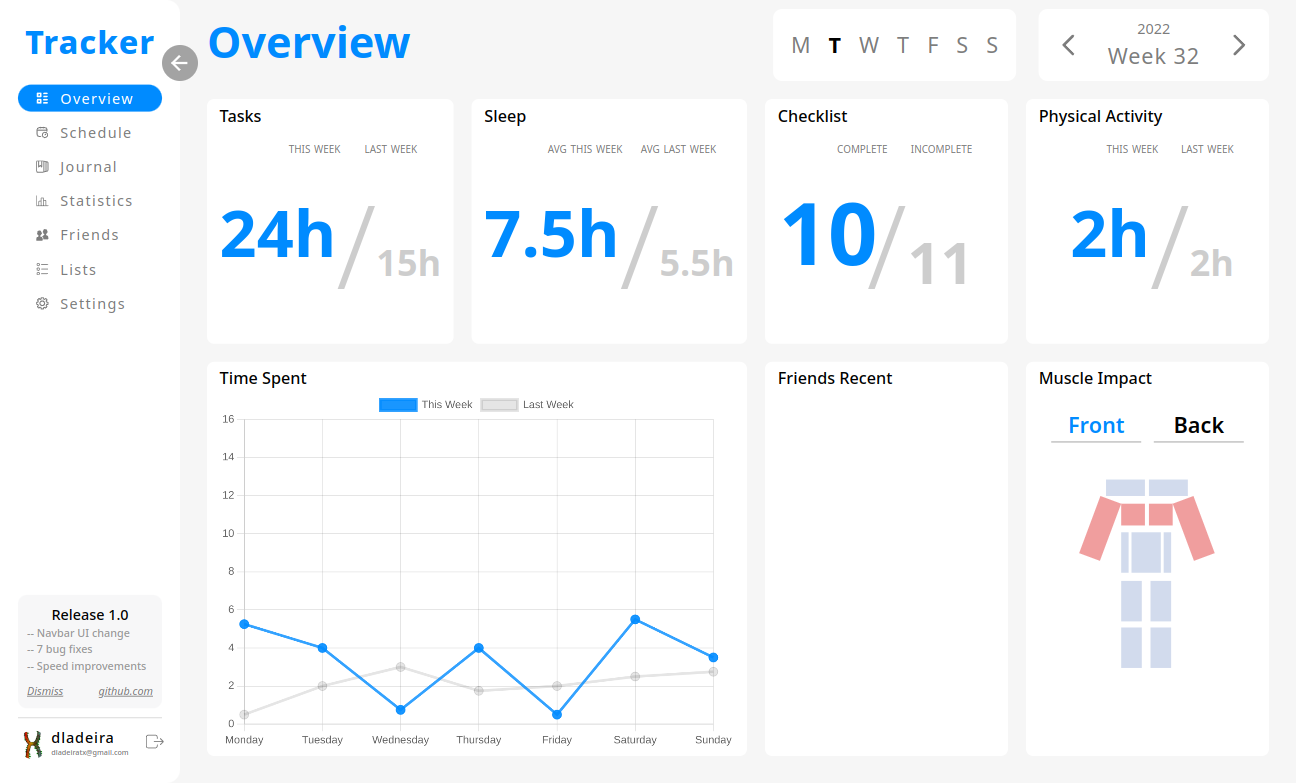 Tracker
Overview
Schedule
Journal
Statistics
Friends
Lists
Settings
Release 1.0
-- Navbar UI change
-- 7 bug fixes
-- Speed improvements
Dismiss github.com
dladeira
dladeiratx@gmail.com
Overview
M T W T F S S
2022
Week 32
Tasks
THIS WEEK LAST WEEK
24h / 15h
Sleep
AVG THIS WEEK AVG LAST WEEK
7.5h / 5.5h
Checklist
COMPLETE INCOMPLETE
10 / 11
Physical Activity
THIS WEEK LAST WEEK
2h / 2h
Time Spent
This Week Last Week
16
14
12
10
8
6
4
2
0
Monday Tuesday Wednesday Thursday Friday Saturday Sunday
Friends Recent
Muscle Impact
Front Back